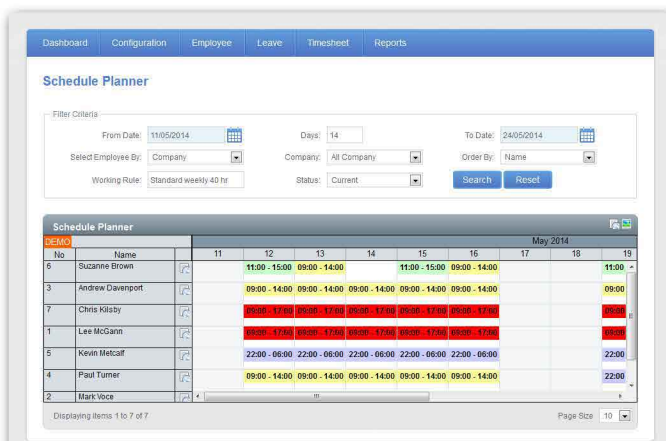 Dashboard Configuration Employee Leave Timesheet Reports
Schedule Planner
Filter Criteria
From Date: 11/05/2014 Days: 14 To Date: 24/05/2014
Select Employee By: Company Company: All Company Order By: Name
Working Rule: Standard weekly 40 hr Status: Current Search Reset
Schedule Planner
DEMO May 2014
No Name 11 12 13 14 15 16 17 18 19
6 Suzanne Brown 11:00 - 15:00 09:00 - 14:00 11:00 - 15:00 09:00 - 14:00 11:00
3 Andrew Davenport 09:00 - 14:00 09:00 - 14:00 09:00 - 14:00 09:00 - 14:00 09:00 - 14:00 09:00
7 Chris Kilsby 09:00 - 17:00 09:00 - 17:00 09:00 - 17:00 09:00 - 17:00 09:00 - 17:00 09:00
1 Lee McGann 09:00 - 17:00 09:00 - 17:00 09:00 - 17:00 09:00 - 17:00 09:00 - 17:00 09:00
5 Kevin Metcalf 22:00 - 06:00 22:00 - 06:00 22:00 - 06:00 22:00 - 06:00 22:00 - 06:00 22:00
4 Paul Turner 09:00 - 14:00 09:00 - 14:00 09:00 - 14:00 09:00 - 14:00 09:00 - 14:00 22:00
2 Mark Voce
Displaying items 1 to 7 of 7 Page Size 10